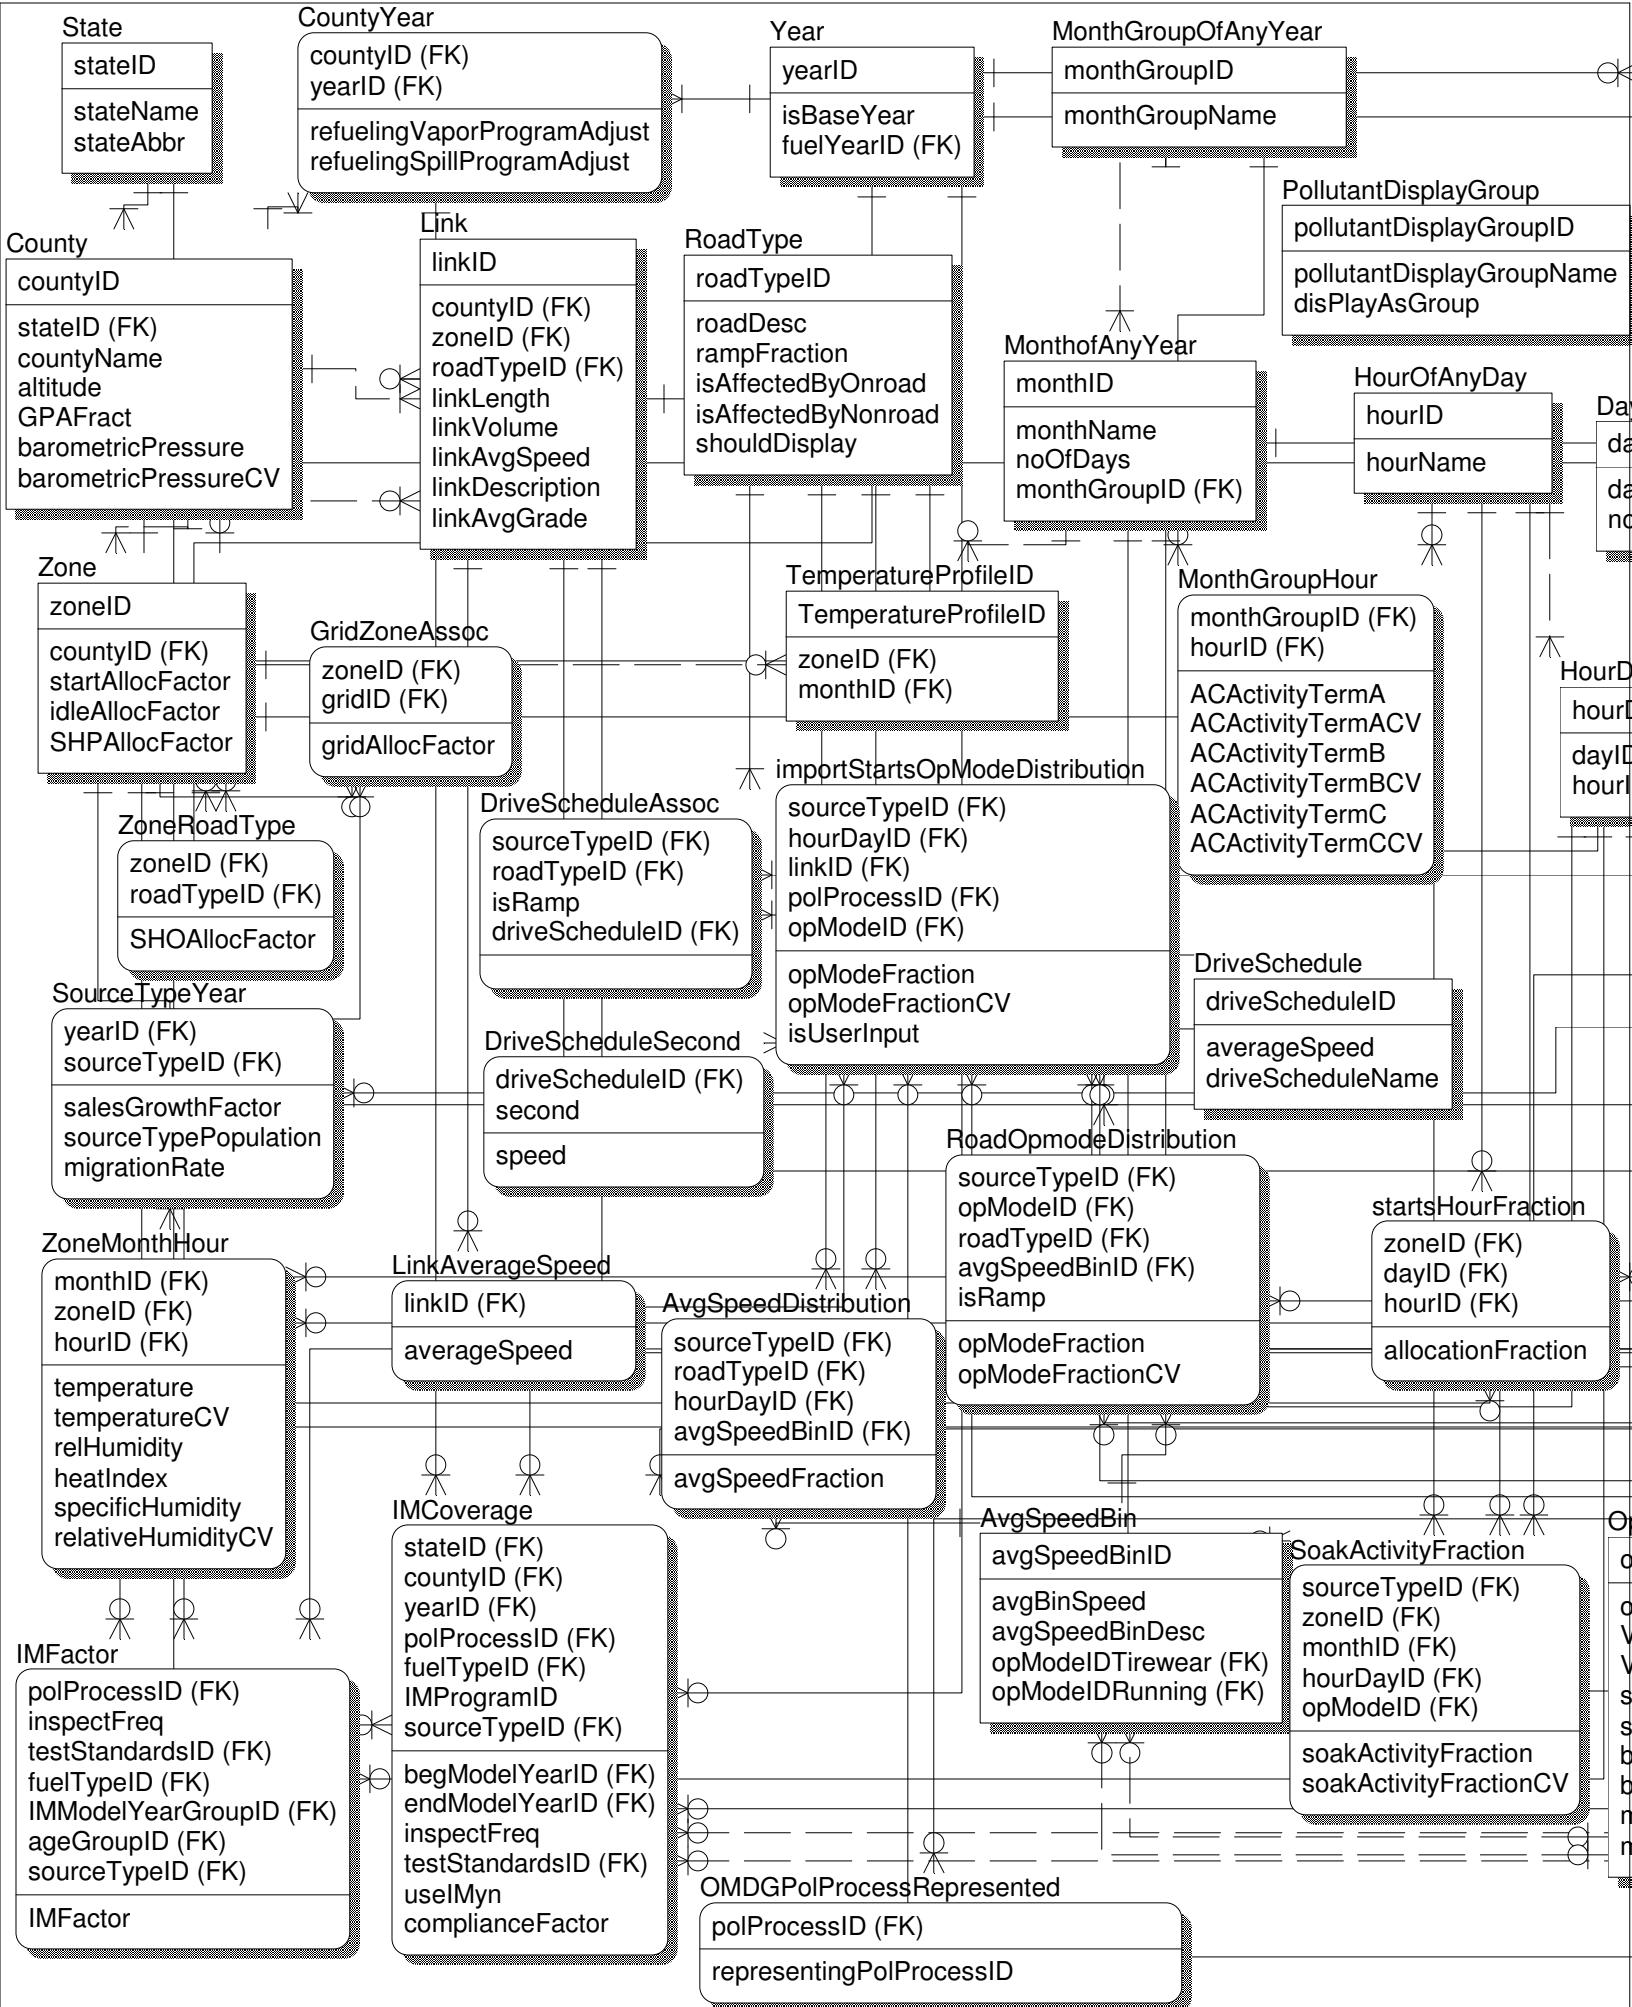 State
stateID
stateName
stateAbbr
CountyYear
countyID (FK)
yearID (FK)
refuelingVaporProgramAdjust
refuelingSpillProgramAdjust
Year
yearID
isBaseYear
fuelYearID (FK)
MonthGroupOfAnyYear
monthGroupID
monthGroupName
PollutantDisplayGroup
pollutantDisplayGroupID
pollutantDisplayGroupName
disPlayAsGroup
County
countyID
stateID (FK)
countyName
altitude
GPAFract
barometricPressure
barometricPressureCV
Link
linkID
countyID (FK)
zoneID (FK)
roadTypeID (FK)
linkLength
linkVolume
linkAvgSpeed
linkDescription
linkAvgGrade
RoadType
roadTypeID
roadDesc
rampFraction
isAffectedByOnroad
isAffectedByNonroad
shouldDisplay
MonthofAnyYear
monthID
monthName
noOfDays
monthGroupID (FK)
HourOfAnyDay
hourID
hourName
Zone
zoneID
countyID (FK)
startAllocFactor
idleAllocFactor
SHPAllocFactor
GridZoneAssoc
zoneID (FK)
gridID (FK)
gridAllocFactor
TemperatureProfileID
TemperatureProfileID
zoneID (FK)
monthID (FK)
MonthGroupHour
monthGroupID (FK)
hourID (FK)
ACActivityTermA
ACActivityTermACV
ACActivityTermB
ACActivityTermBCV
ACActivityTermC
ACActivityTermCCV
ZoneRoadType
zoneID (FK)
roadTypeID (FK)
SHOAllocFactor
DriveScheduleAssoc
sourceTypeID (FK)
roadTypeID (FK)
isRamp
driveScheduleID (FK)
importStartsOpModeDistribution
sourceTypeID (FK)
hourDayID (FK)
linkID (FK)
polProcessID (FK)
opModeID (FK)
opModeFraction
opModeFractionCV
isUserInput
DriveSchedule
driveScheduleID
averageSpeed
driveScheduleName
SourceTypeYear
yearID (FK)
sourceTypeID (FK)
salesGrowthFactor
sourceTypePopulation
migrationRate
DriveScheduleSecond
driveScheduleID (FK)
second
speed
RoadOpmodeDistribution
sourceTypeID (FK)
opModeID (FK)
roadTypeID (FK)
avgSpeedBinID (FK)
isRamp
opModeFraction
opModeFractionCV
startsHourFraction
zoneID (FK)
dayID (FK)
hourID (FK)
allocationFraction
ZoneMonthHour
monthID (FK)
zoneID (FK)
hourID (FK)
temperature
temperatureCV
relHumidity
heatIndex
specificHumidity
relativeHumidityCV
LinkAverageSpeed
linkID (FK)
averageSpeed
AvgSpeedDistribution
sourceTypeID (FK)
roadTypeID (FK)
hourDayID (FK)
avgSpeedBinID (FK)
avgSpeedFraction
IMCoverage
stateID (FK)
countyID (FK)
yearID (FK)
polProcessID (FK)
fuelTypeID (FK)
IMProgramID
sourceTypeID (FK)
begModelYearID (FK)
endModelYearID (FK)
inspectFreq
testStandardsID (FK)
useIMyn
complianceFactor
AvgSpeedBin
avgSpeedBinID
avgBinSpeed
avgSpeedBinDesc
opModeIDTirewear (FK)
opModeIDRunning (FK)
SoakActivityFraction
sourceTypeID (FK)
zoneID (FK)
monthID (FK)
hourDayID (FK)
opModeID (FK)
soakActivityFraction
soakActivityFractionCV
IMFactor
polProcessID (FK)
inspectFreq
testStandardsID (FK)
fuelTypeID (FK)
IMModelYearGroupID (FK)
ageGroupID (FK)
sourceTypeID (FK)
IMFactor
OMDGPolProcessRepresented
polProcessID (FK)
representingPolProcessID